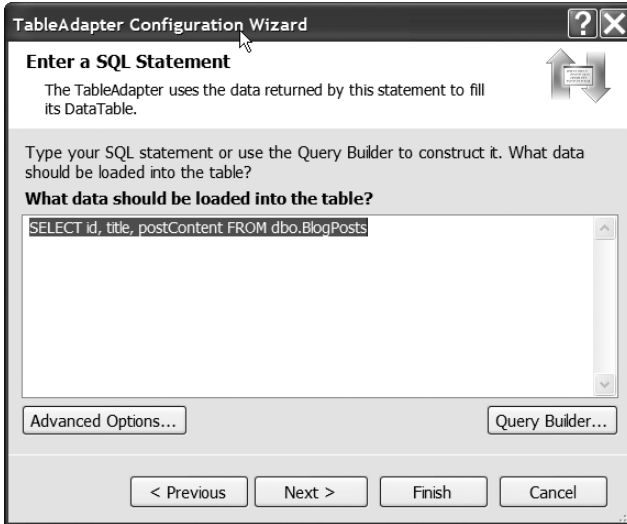 TableAdapter Configuration Wizard
Enter a SQL Statement
The TableAdapter uses the data returned by this statement to fill
its DataTable.
Type your SQL statement or use the Query Builder to construct it. What data
should be loaded into the table?
What data should be loaded into the table?
SELECT id, title, postContent FROM dbo.BlogPosts
Advanced Options... Query Builder...
< Previous Next > Finish Cancel